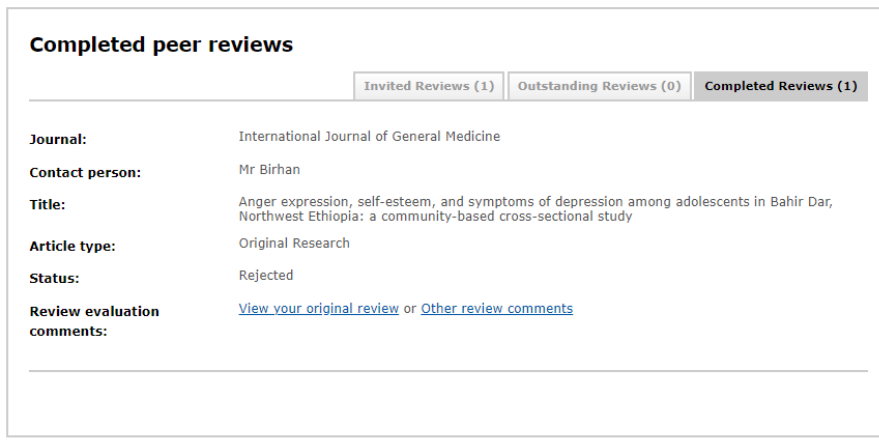 Completed peer reviews
Invited Reviews (1)
Outstanding Reviews (0)
Completed Reviews (1)
Journal:
International Journal of General Medicine
Contact person:
Mr Birhan
Title:
Anger expression, self-esteem, and symptoms of depression among adolescents in Bahir Dar,
Northwest Ethiopia: a community-based cross-sectional study
Article type:
Original Research
Status:
Rejected
Review evaluation
comments:
View your original review or Other review comments